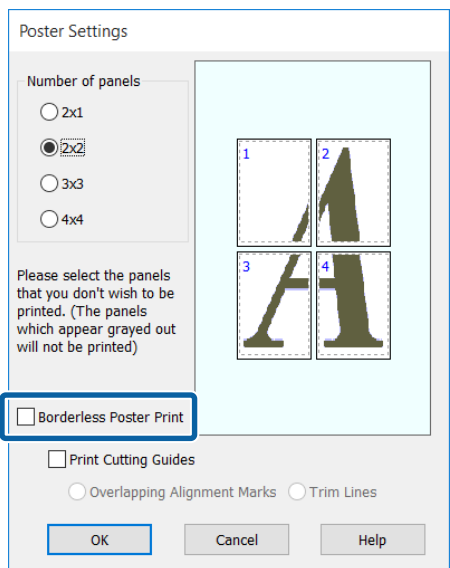 Poster Settings
Number of panels
2x1
2x2
3x3
4x4
1 2
3 4
Please select the panels
that you don't wish to be
printed. (The panels
which appear grayed out
will not be printed)
Borderless Poster Print
Print Cutting Guides
Overlapping Alignment Marks Trim Lines
OK Cancel Help